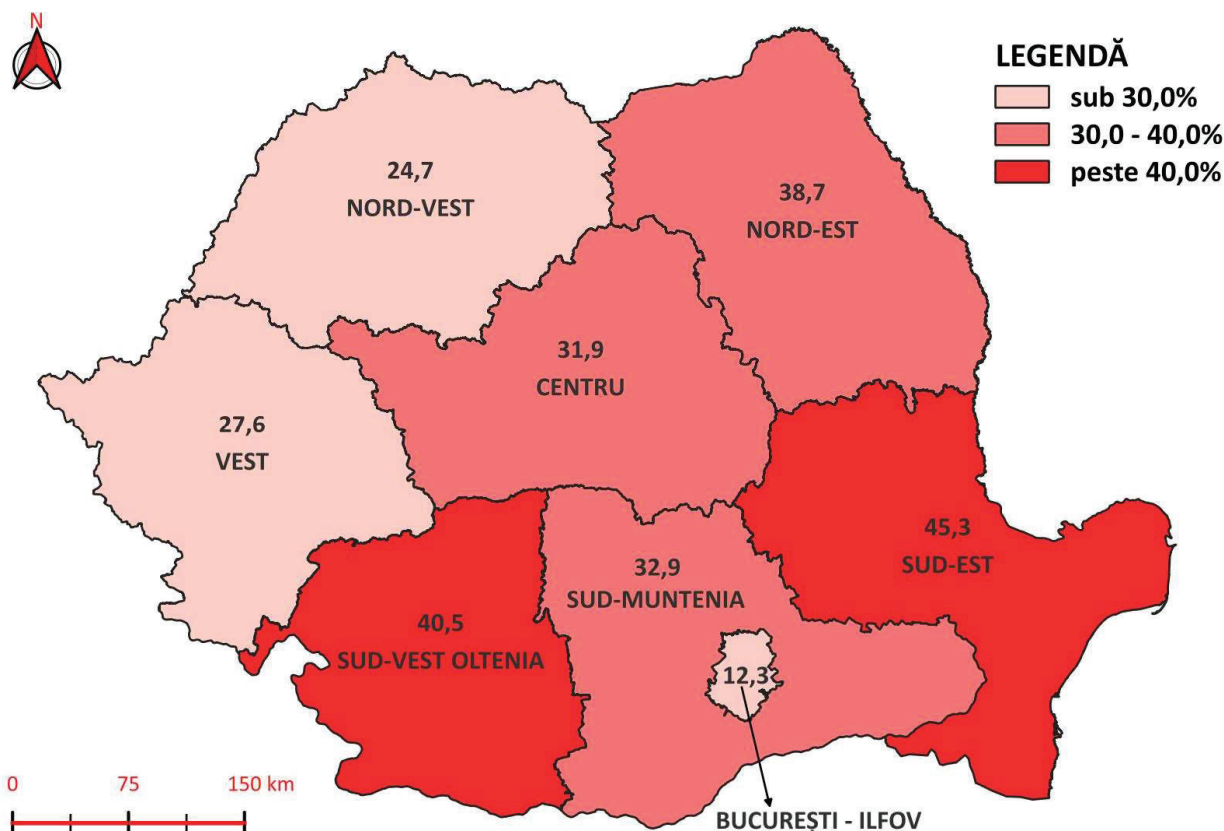 N
LEGENDĂ
sub 30,0%
30,0 - 40,0%
peste 40,0%
24,7
NORD-VEST
38,7
NORD-EST
31,9
CENTRU
27,6
VEST
45,3
SUD-EST
32,9
SUD-MUNTENIA
40,5
SUD-VEST OLTENIA
12,3
BUCUREȘTI - ILFOV
0 75 150 km